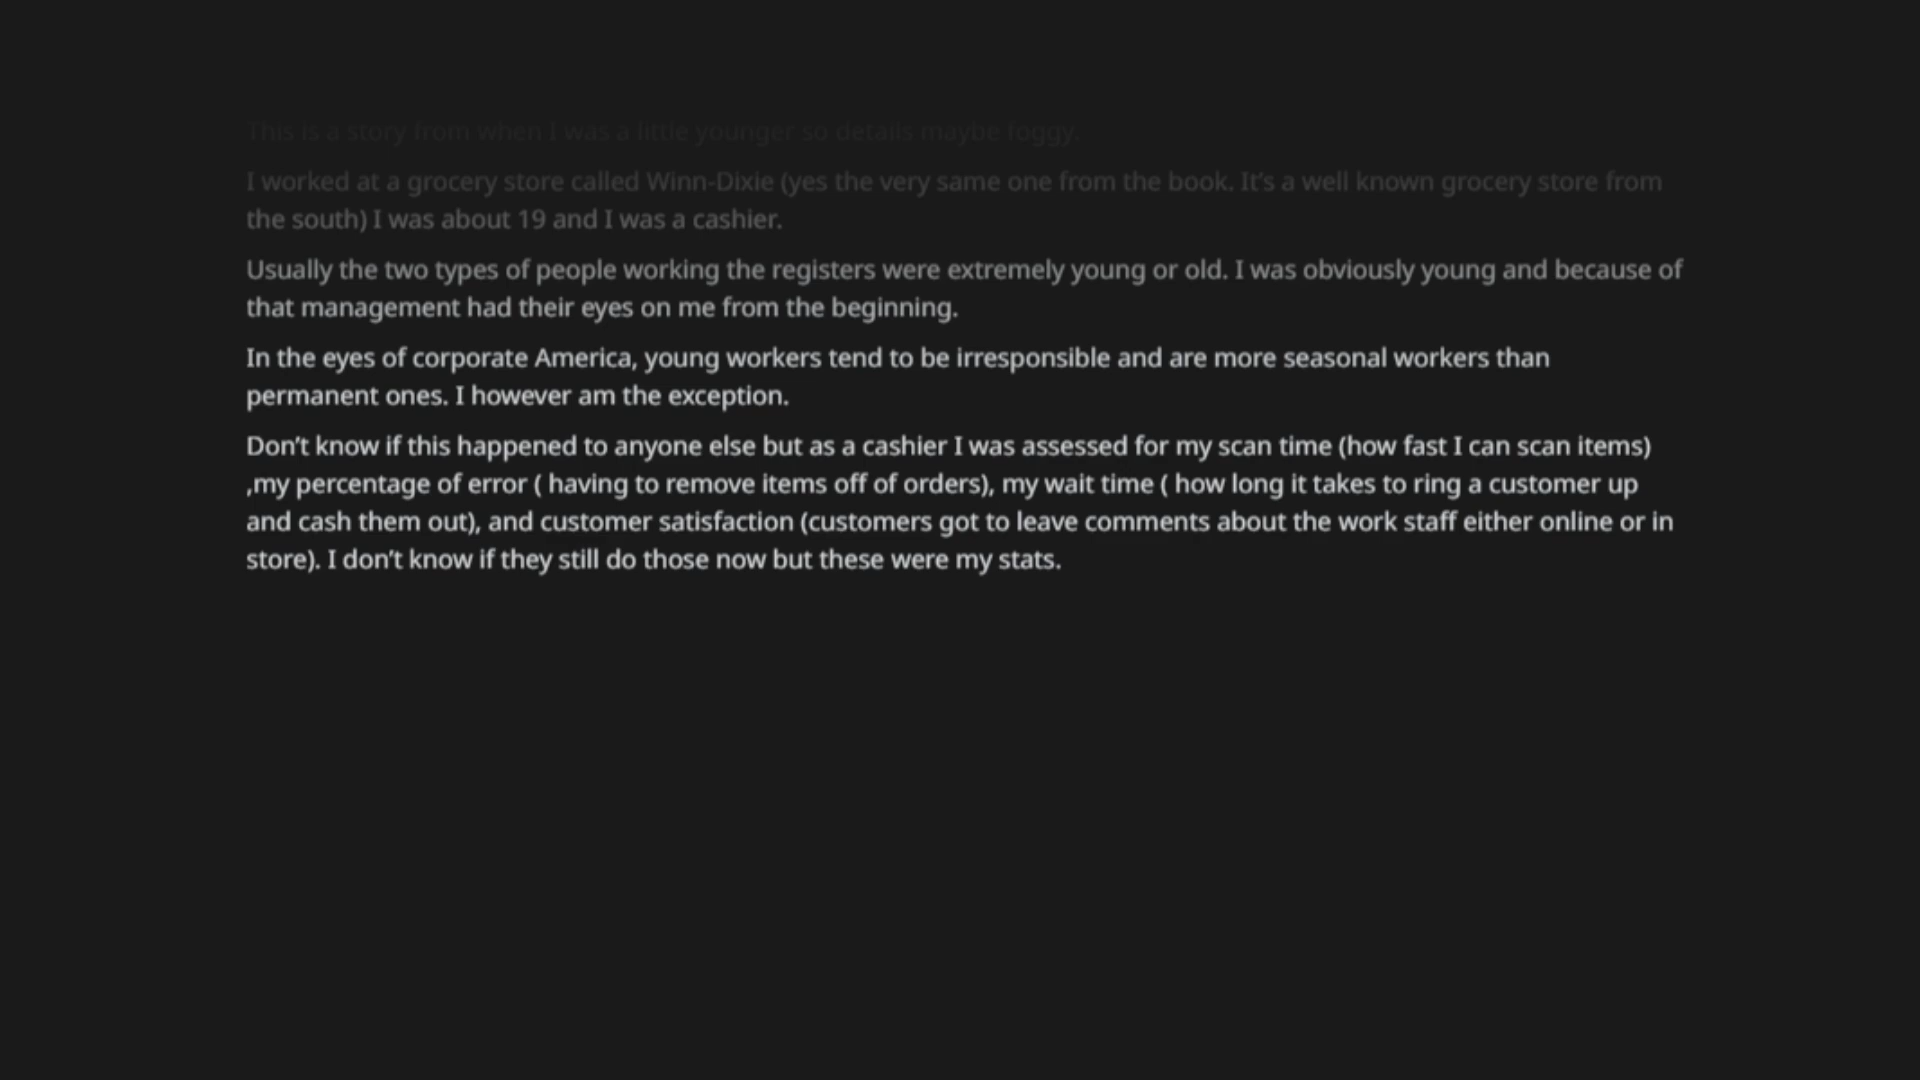 This is a story from when I was a little younger so details maybe foggy.
I worked at a grocery store called Winn-Dixie (yes the very same one from the book. It’s a well known grocery store from
the south) I was about 19 and I was a cashier.
Usually the two types of people working the registers were extremely young or old. I was obviously young and because of
that management had their eyes on me from the beginning.
In the eyes of corporate America, young workers tend to be irresponsible and are more seasonal workers than
permanent ones. I however am the exception.
Don’t know if this happened to anyone else but as a cashier I was assessed for my scan time (how fast I can scan items)
,my percentage of error ( having to remove items off of orders), my wait time ( how long it takes to ring a customer up
and cash them out), and customer satisfaction (customers got to leave comments about the work staff either online or in
store). I don’t know if they still do those now but these were my stats.